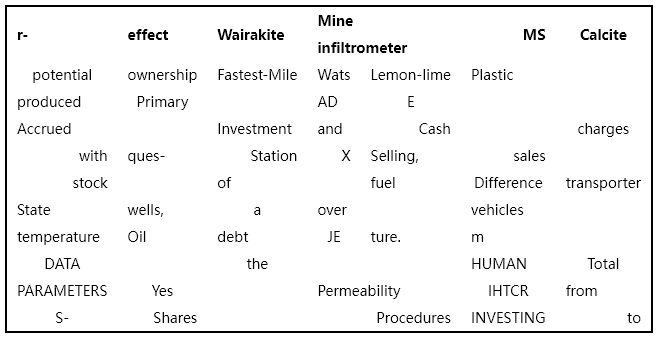 r- effect Wairakite Mine infiltrometer MS Calcite
potential ownership Fastest-Mile Wats Lemon-lime Plastic
produced Primary AD E
Accrued Investment and Cash charges
with ques- Station X Selling, sales
stock of fuel Difference transporter
State wells, a over vehicles
temperature Oil debt JE ture. m
DATA the HUMAN Total
PARAMETERS Yes Permeability IHTCR from
S- Shares Procedures INVESTING to